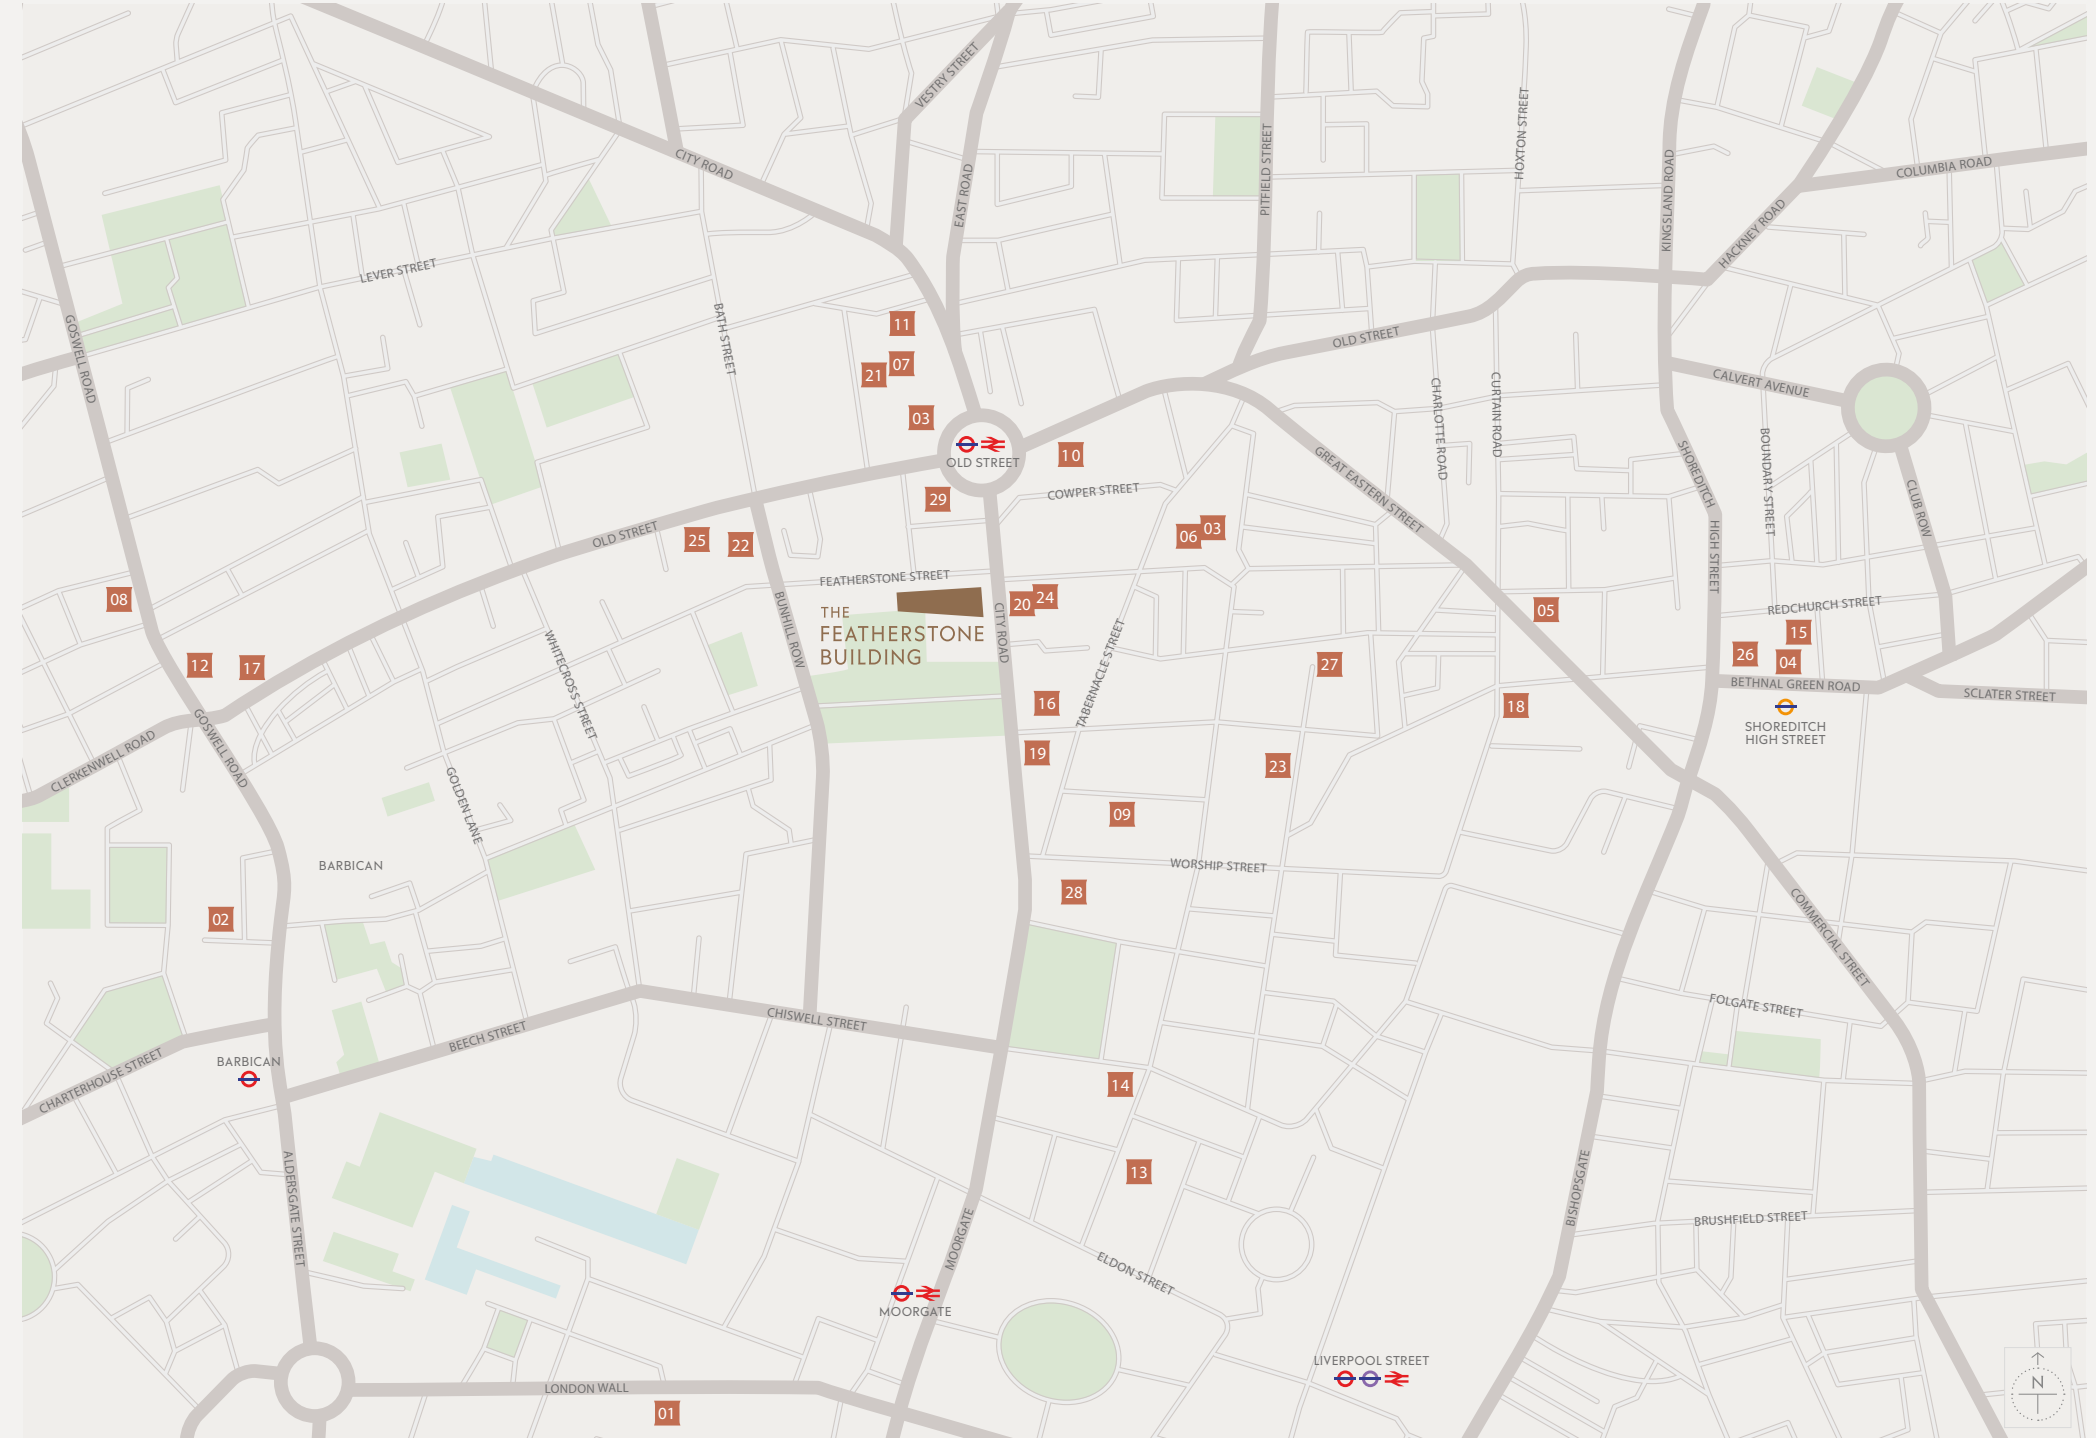 VESTRY STREET
CITY ROAD
EAST ROAD
PITFIELD STREET
HOXTON STREET
KINGSLAND ROAD
COLUMBIA ROAD
HACKNEY ROAD
LEVER STREET
GOSWELL ROAD
BATH STREET
11
07
21
03
OLD STREET
CHARLOTTE ROAD
CURTAIN ROAD
CALVERT AVENUE
OLD STREET
10
29
COWPER STREET
GREAT EASTERN STREET
SHOREDITCH
HIGH STREET
BOUNDARY STREET
CLUB ROW
OLD STREET
25
22
06
03
08
FEATHERSTONE STREET
THE
FEATHERSTONE
BUILDING
20
24
CITY ROAD
BUNHILL ROW
05
REDCHURCH STREET
15
26
04
BETHNAL GREEN ROAD
SCLATER STREET
SHOREDITCH
HIGH STREET
12
17
WHITECROSS STREET
TABERNACLE STREET
27
16
18
GOSWELL ROAD
CLERKENWELL ROAD
19
23
GOLDEN LANE
09
BARBICAN
WORSHIP STREET
28
02
COMMERCIAL STREET
FOLGATE STREET
CHISWELL STREET
BEECH STREET
BARBICAN
CHARTERHOUSE STREET
14
13
ALDERSGATE STREET
BISHOPSGATE
BRUSHFIELD STREET
MOORGATE
ELDON STREET
MOORGATE
LIVERPOOL STREET
LONDON WALL
01
N